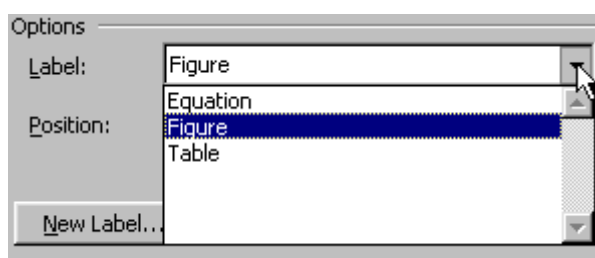 Options
Label: Figure
Equation
Position: Figure
Table
New Label...